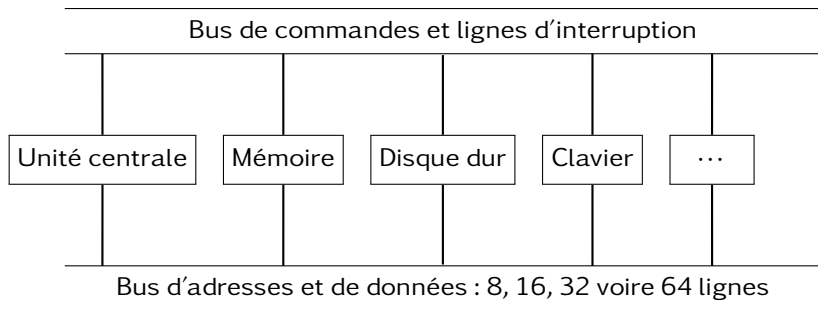 Bus de commandes et lignes d'interruption
Unité centrale
Mémoire
Disque dur
Clavier
...
Bus d'adresses et de données : 8, 16, 32 voire 64 lignes